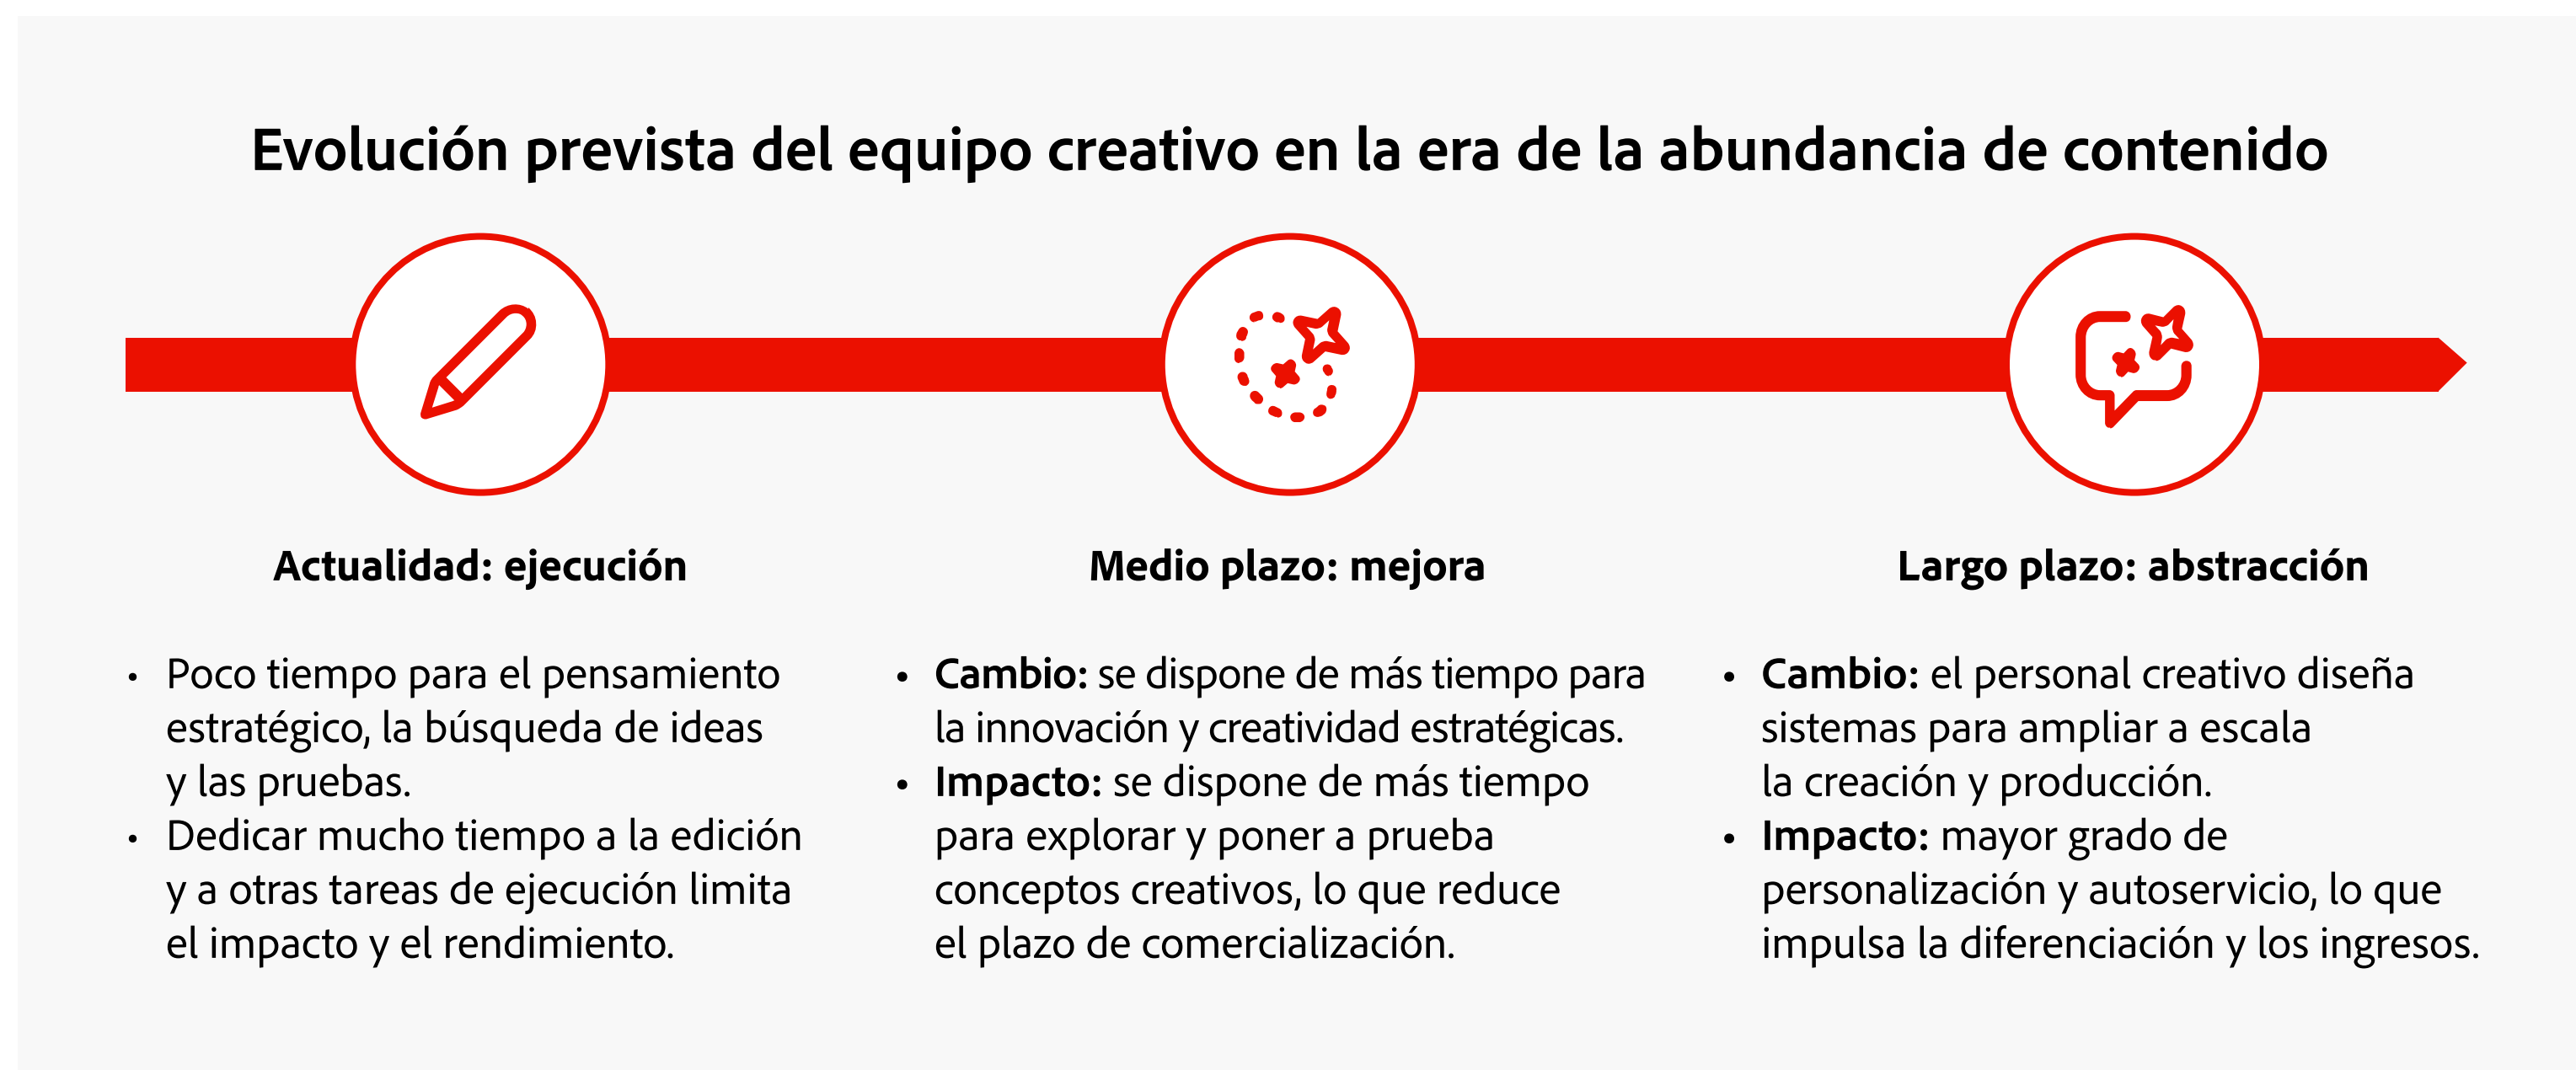 Evolución prevista del equipo creativo en la era de la abundancia de contenido
Actualidad: ejecución
• Poco tiempo para el pensamiento
estratégico, la búsqueda de ideas
y las pruebas.
• Dedicar mucho tiempo a la edición
y a otras tareas de ejecución limita
el impacto y el rendimiento.
Medio plazo: mejora
• Cambio: se dispone de más tiempo para
la innovación y creatividad estratégicas.
• Impacto: se dispone de más tiempo
para explorar y poner a prueba
conceptos creativos, lo que reduce
el plazo de comercialización.
Largo plazo: abstracción
• Cambio: el personal creativo diseña
sistemas para ampliar a escala
la creación y producción.
• Impacto: mayor grado de
personalización y autoservicio, lo que
impulsa la diferenciación y los ingresos.